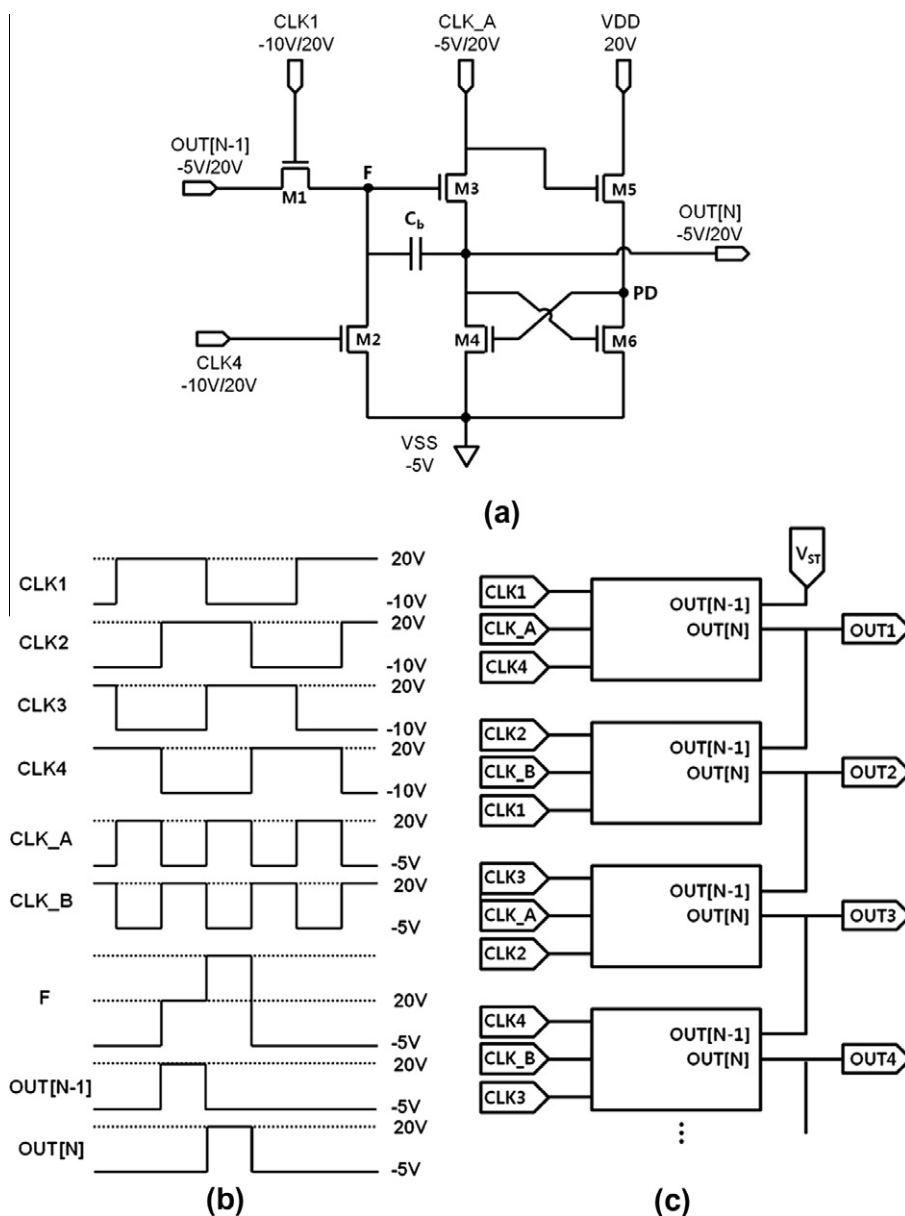 CLK1
-10V/20V
CLK_A
-5V/20V
VDD
20V
OUT[N-1]
-5V/20V
M1
F
M3
M5
Cb
OUT[N]
-5V/20V
PD
M2
M4
M6
CLK4
-10V/20V
VSS
-5V
(a)
CLK1
20V
-10V
CLK2
20V
-10V
CLK3
20V
-10V
CLK4
20V
-10V
CLK_A
20V
-5V
CLK_B
20V
-5V
F
20V
-5V
OUT[N-1]
20V
-5V
OUT[N]
20V
-5V
(b)
VST
CLK1
CLK_A
CLK4
OUT[N-1]
OUT[N]
OUT1
CLK2
CLK_B
CLK1
OUT[N-1]
OUT[N]
OUT2
CLK3
CLK_A
CLK2
OUT[N-1]
OUT[N]
OUT3
CLK4
CLK_B
CLK3
OUT[N-1]
OUT[N]
OUT4
⋮
(c)